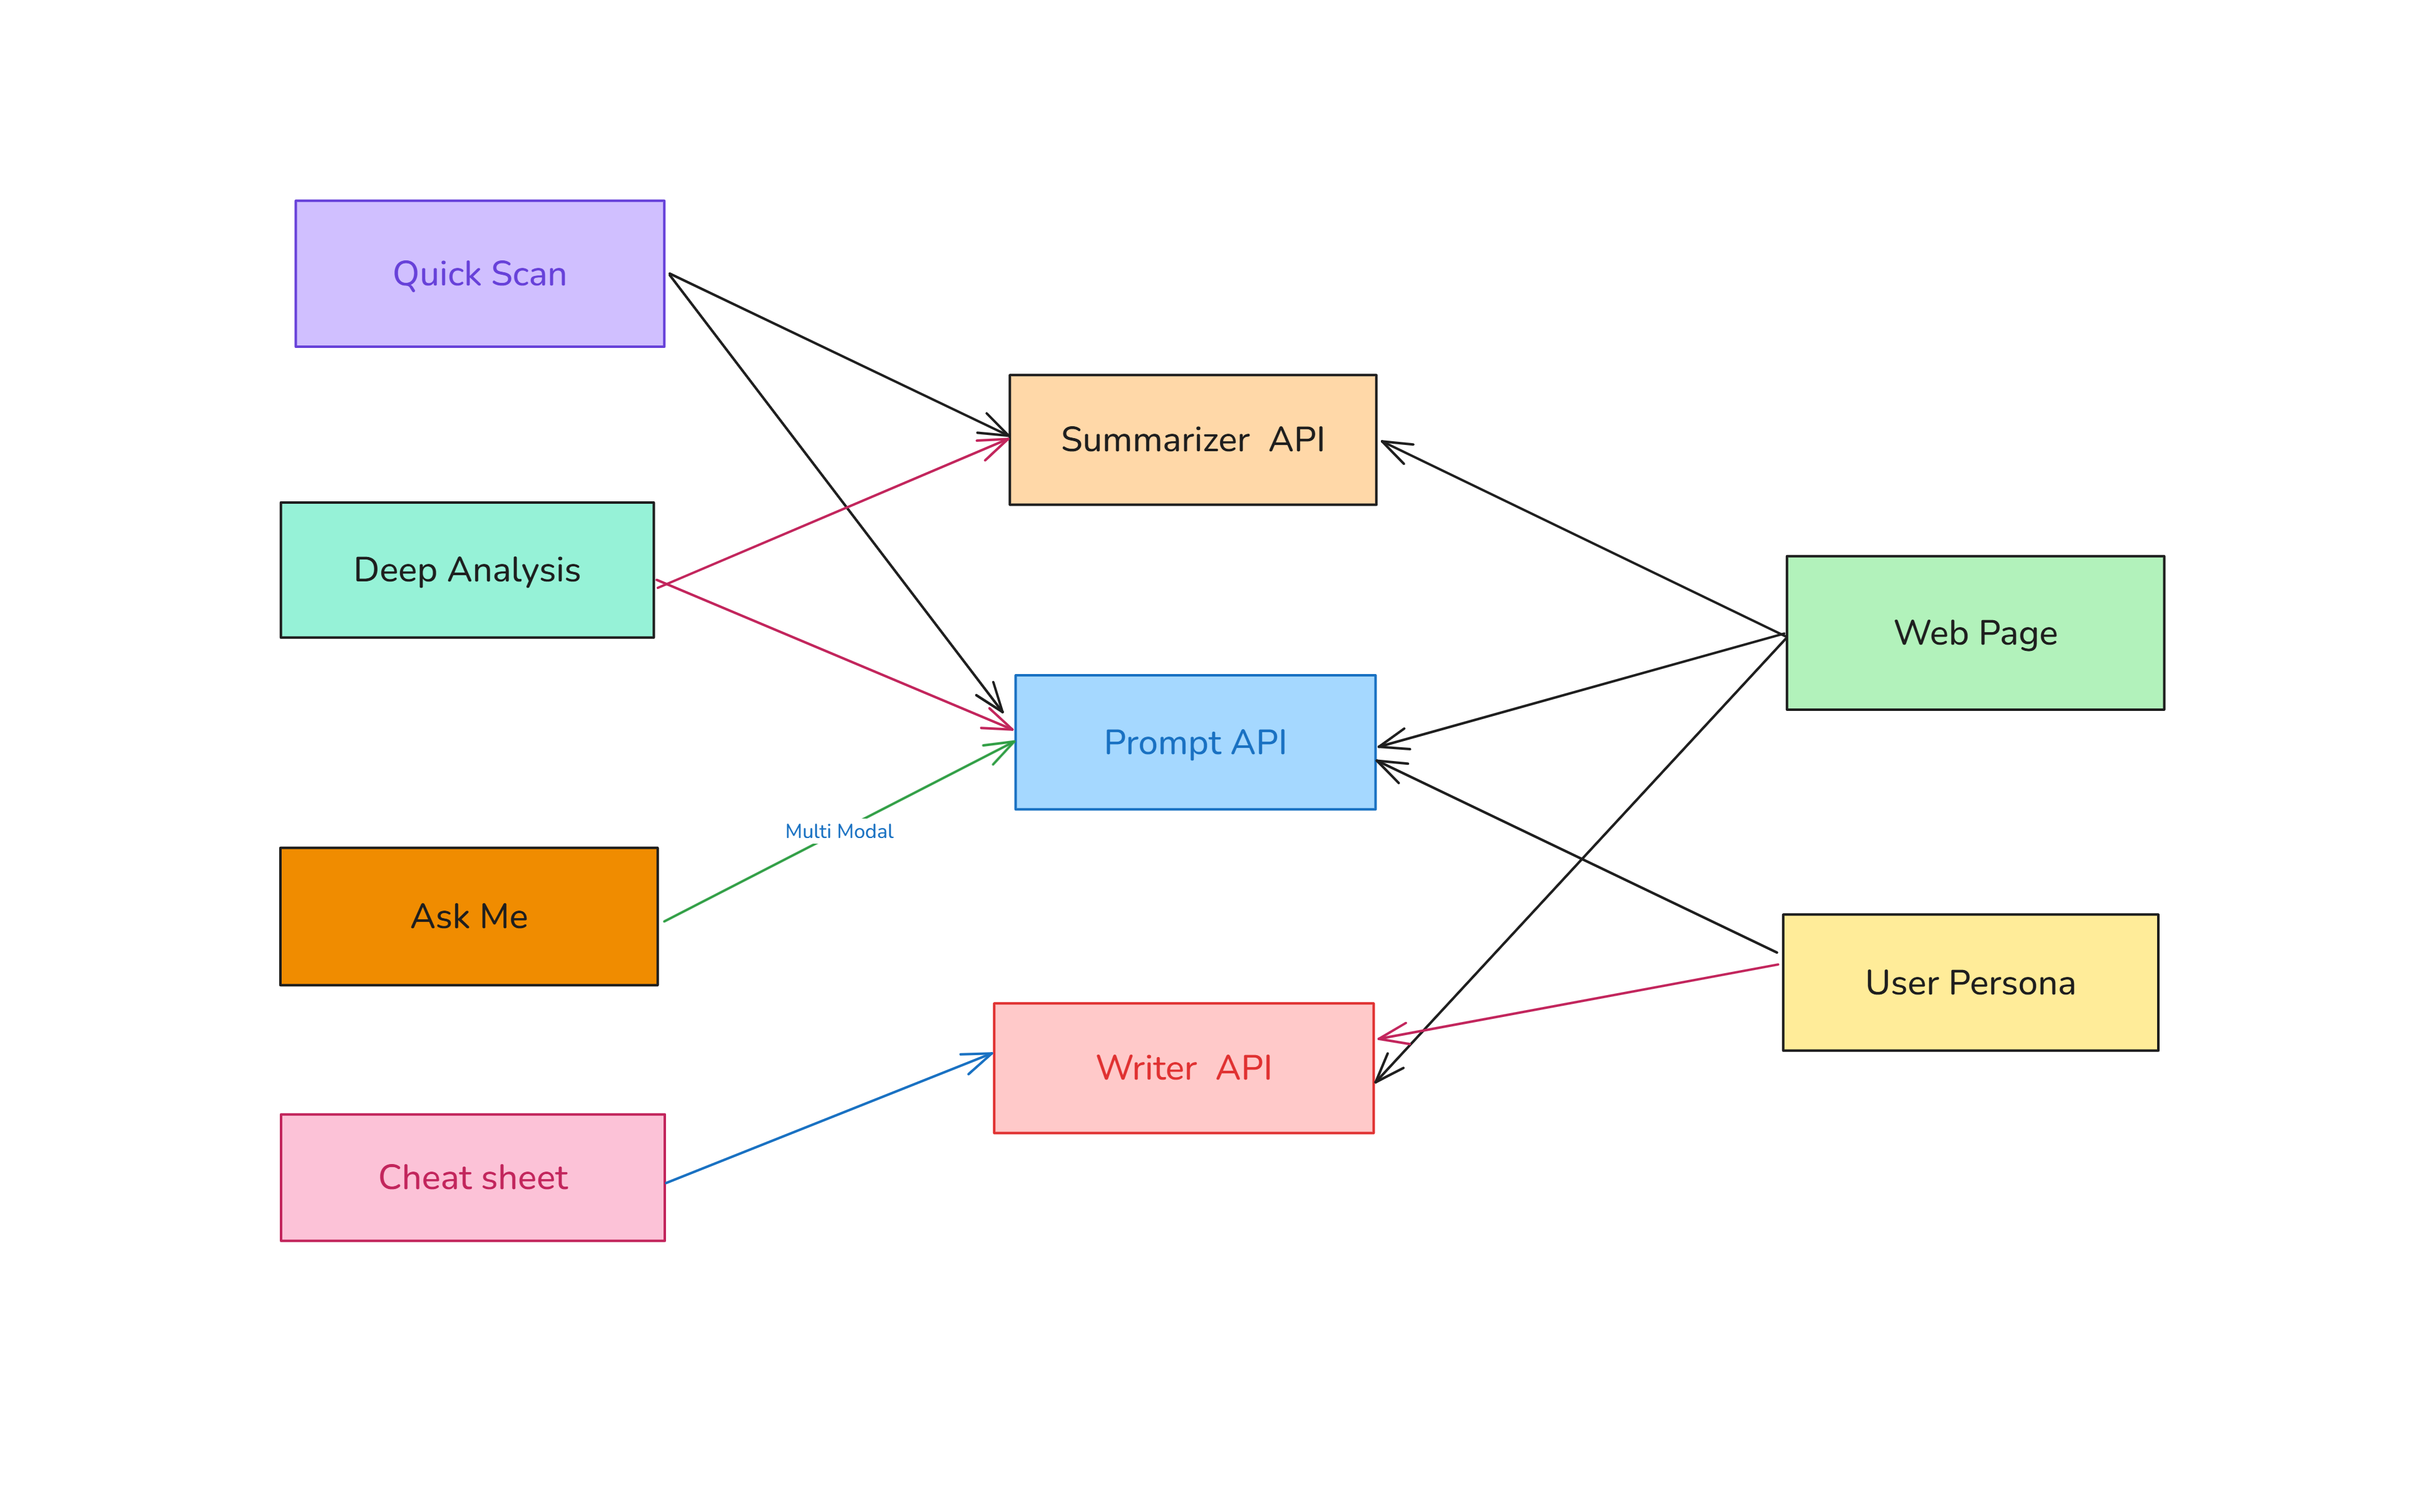 Quick Scan
Summarizer  API
Deep Analysis
Web Page
Prompt API
Multi Modal
Ask Me
User Persona
Writer  API
Cheat sheet